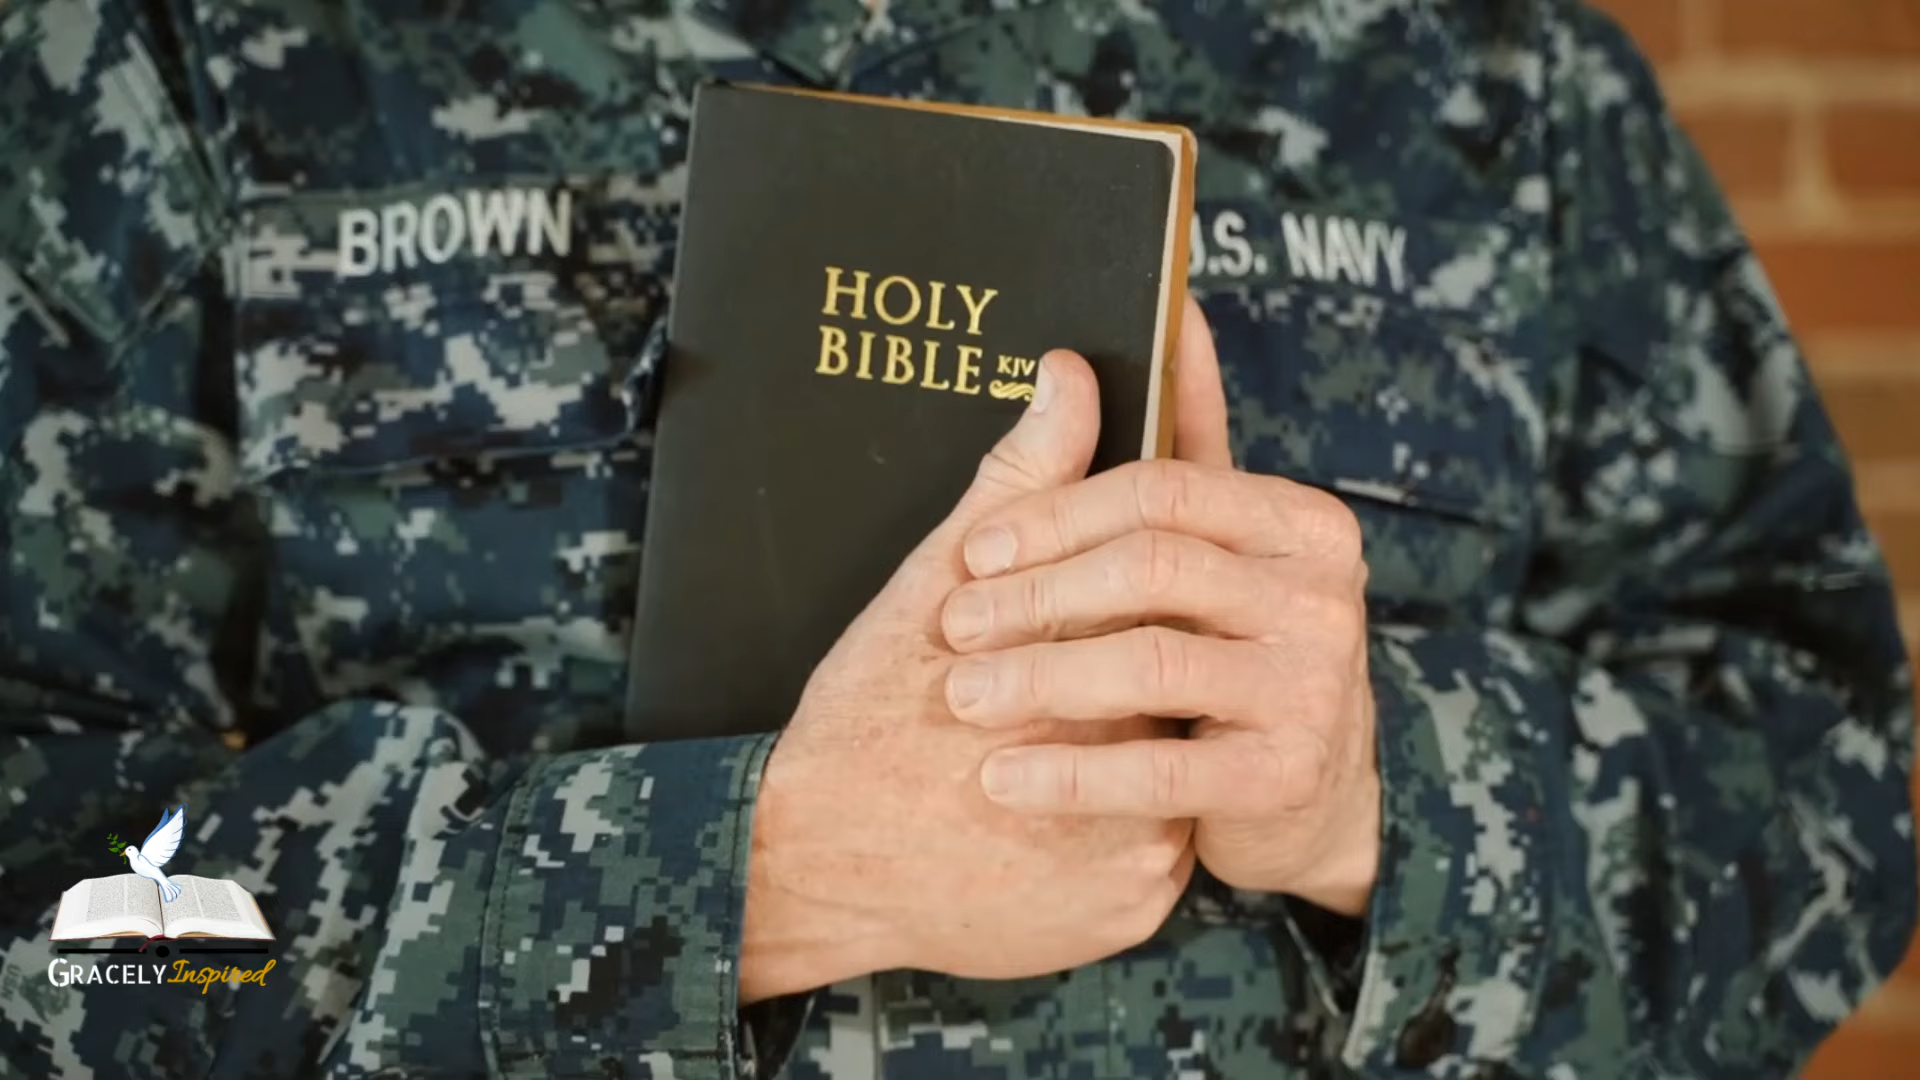 BROWN
HOLY
BIBLE KJV
U.S. NAVY
GRACELY Inspired